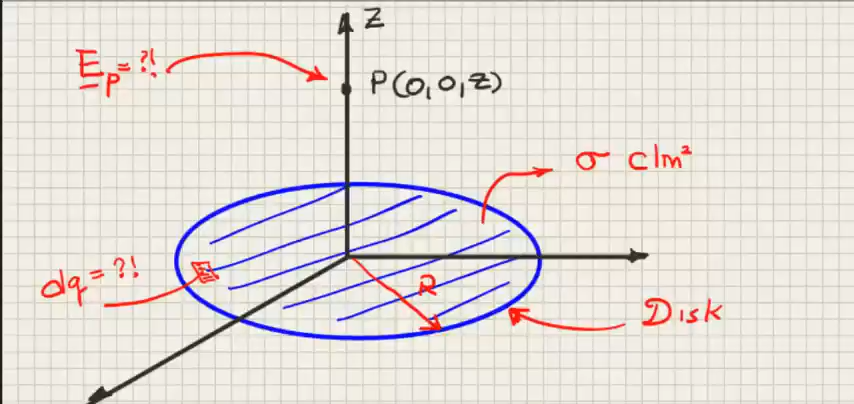 Z
E_P=?!
P(0,0,Z)
σ c/m²
dq=?!
R
Disk